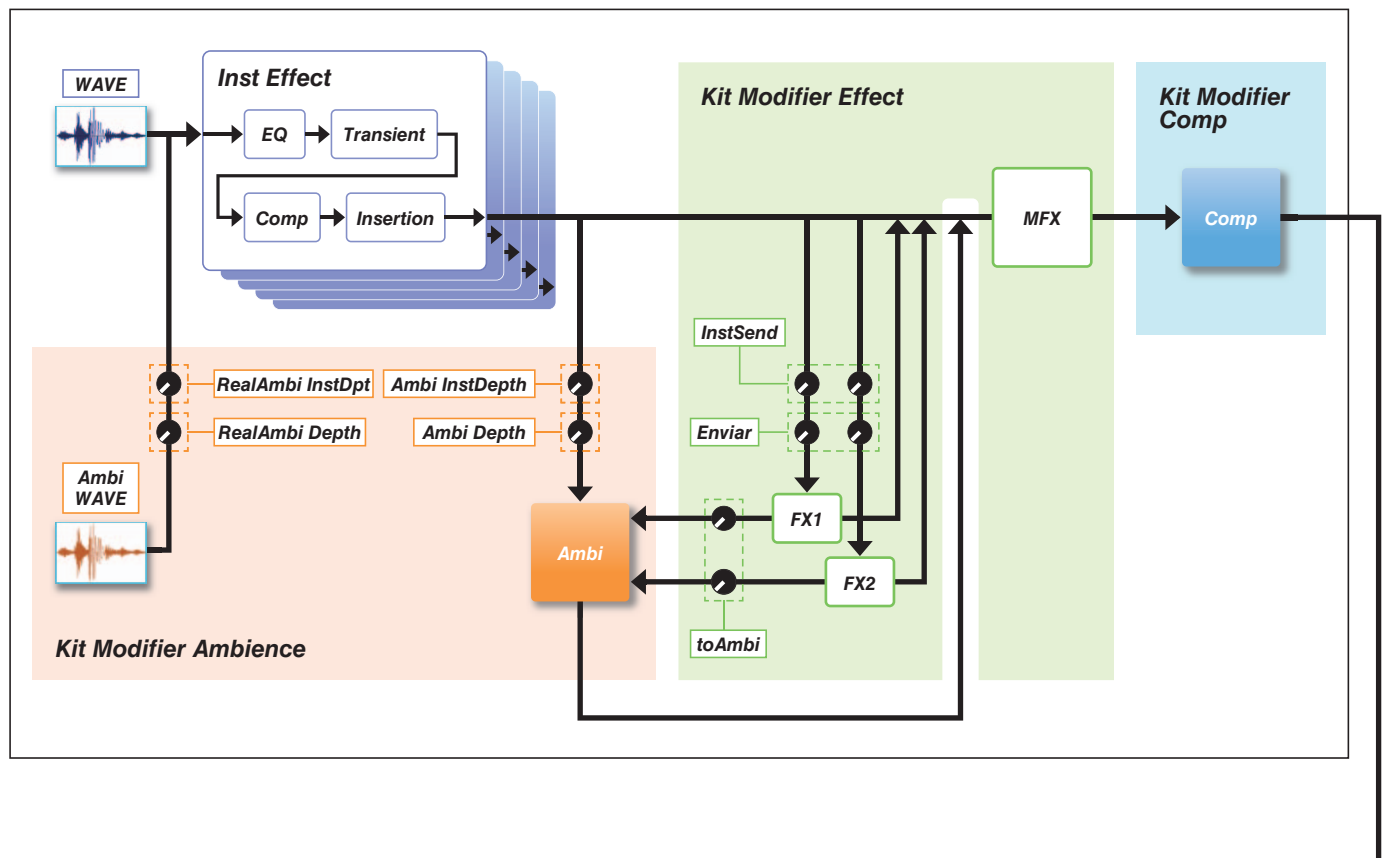 WAVE
Inst Effect
EQ
Transient
Comp
Insertion
Kit Modifier Effect
MFX
Kit Modifier
Comp
Comp
InstSend
RealAmbi InstDpt
Ambi InstDepth
RealAmbi Depth
Ambi Depth
Enviar
Ambi
WAVE
Ambi
FX1
FX2
toAmbi
Kit Modifier Ambience